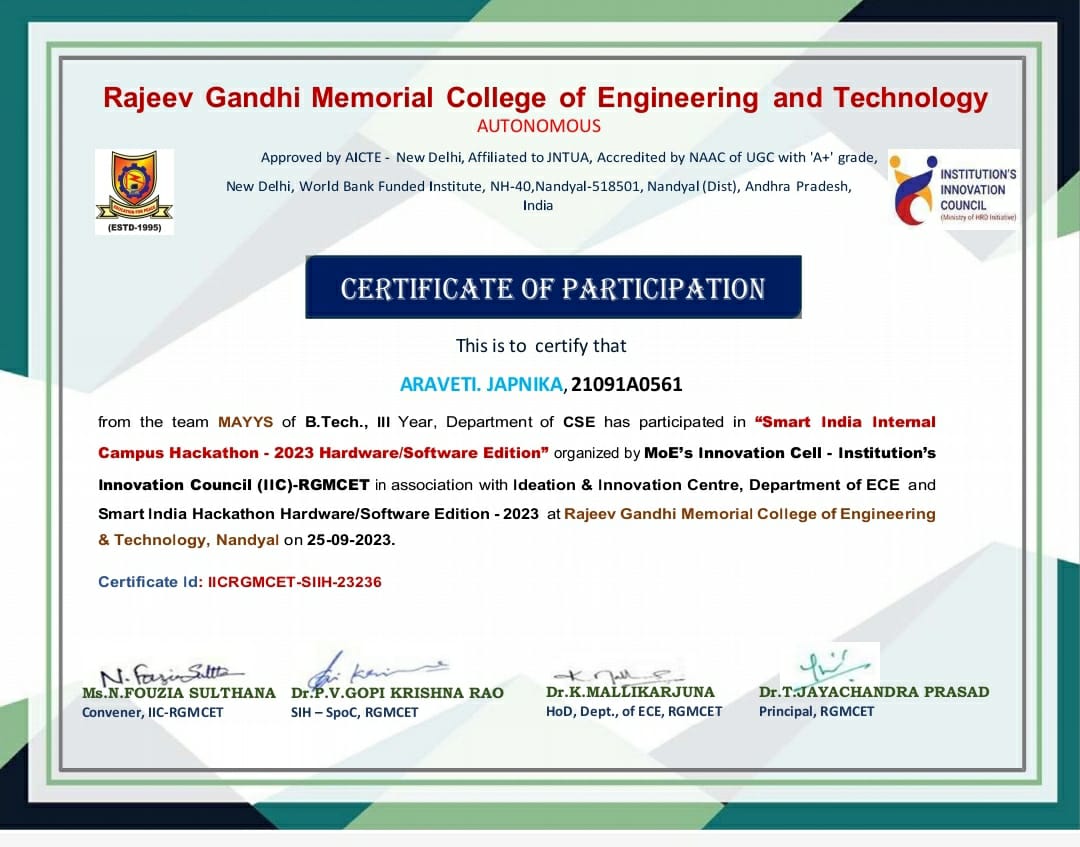 Rajeev Gandhi Memorial College of Engineering and Technology
AUTONOMOUS
Approved by AICTE - New Delhi, Affiliated to JNTUA, Accredited by NAAC of UGC with 'A+' grade,
New Delhi, World Bank Funded Institute, NH-40,Nandyal-518501, Nandyal (Dist), Andhra Pradesh,
India
EDUCATION FOR PEACE
(ESTD-1995)
INSTITUTION'S
INNOVATION
COUNCIL
(Ministry of HRD Initiative)
CERTIFICATE OF PARTICIPATION
This is to certify that
ARAVETI. JAPNIKA, 21091A0561
from the team MAYYS of B.Tech., III Year, Department of CSE has participated in “Smart India Internal
Campus Hackathon - 2023 Hardware/Software Edition” organized by MoE’s Innovation Cell - Institution’s
Innovation Council (IIC)-RGMCET in association with Ideation & Innovation Centre, Department of ECE and
Smart India Hackathon Hardware/Software Edition - 2023 at Rajeev Gandhi Memorial College of Engineering
& Technology, Nandyal on 25-09-2023.
Certificate Id: IICRGMCET-SIIH-23236
N. Fouzia Sulthana
Ms.N.FOUZIA SULTHANA
Convener, IIC-RGMCET
Dr.P.V.GOPI KRISHNA RAO
SIH – SpoC, RGMCET
Dr.K.MALLIKARJUNA
HoD, Dept., of ECE, RGMCET
Dr.T.JAYACHANDRA PRASAD
Principal, RGMCET